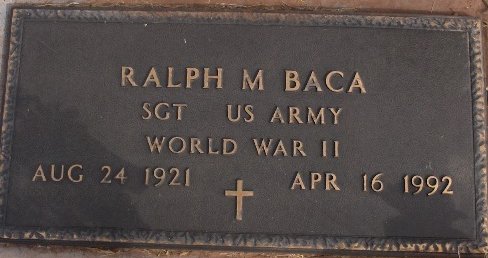 RALPH M BACA
SGT US ARMY
WORLD WAR II
AUG 24 1921 APR 16 1992